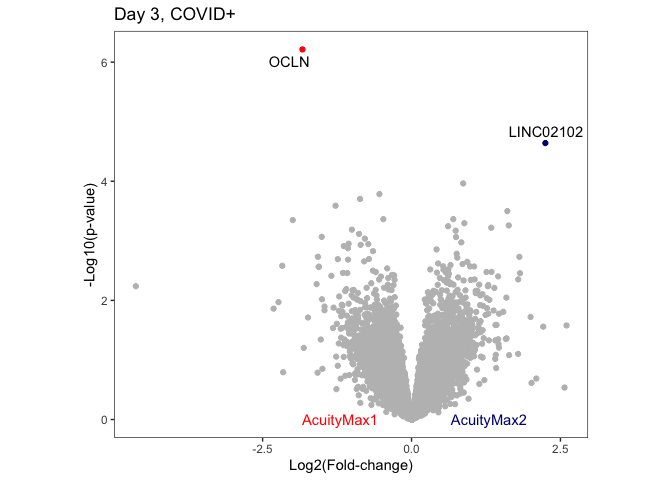 Day 3, COVID+
OCLN
LINC02102
AcuityMax1
AcuityMax2
-Log10(p-value)
6
4
2
0
-2.5
0.0
2.5
Log2(Fold-change)